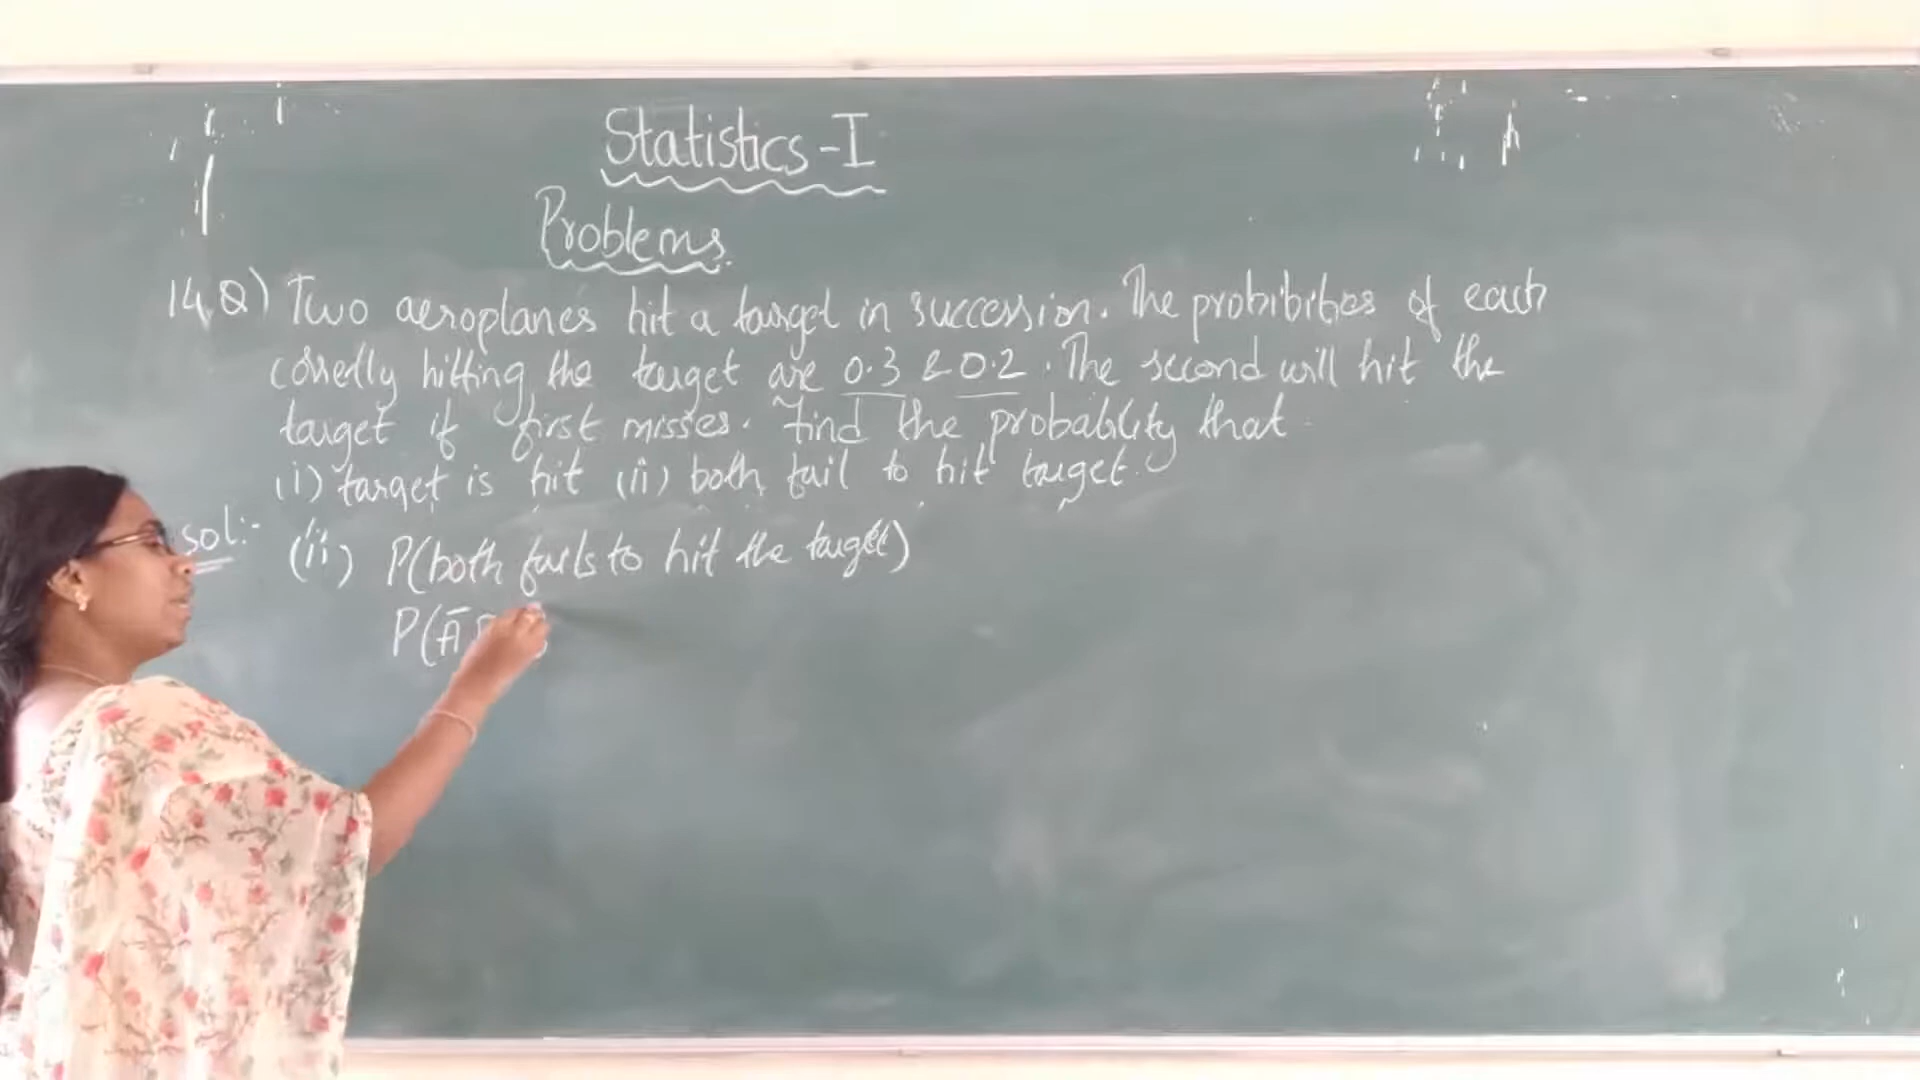 Statistics-I
Problems.
14.Q) Two aeroplanes hit a target in succession. The probibities of each
correctly hitting the target are 0.3 & 0.2. The second will hit the
target if first misses. find the probability that
(i) target is hit (ii) both fail to hit target.
sol:- (ii) P(both fails to hit the target)
P(Ā